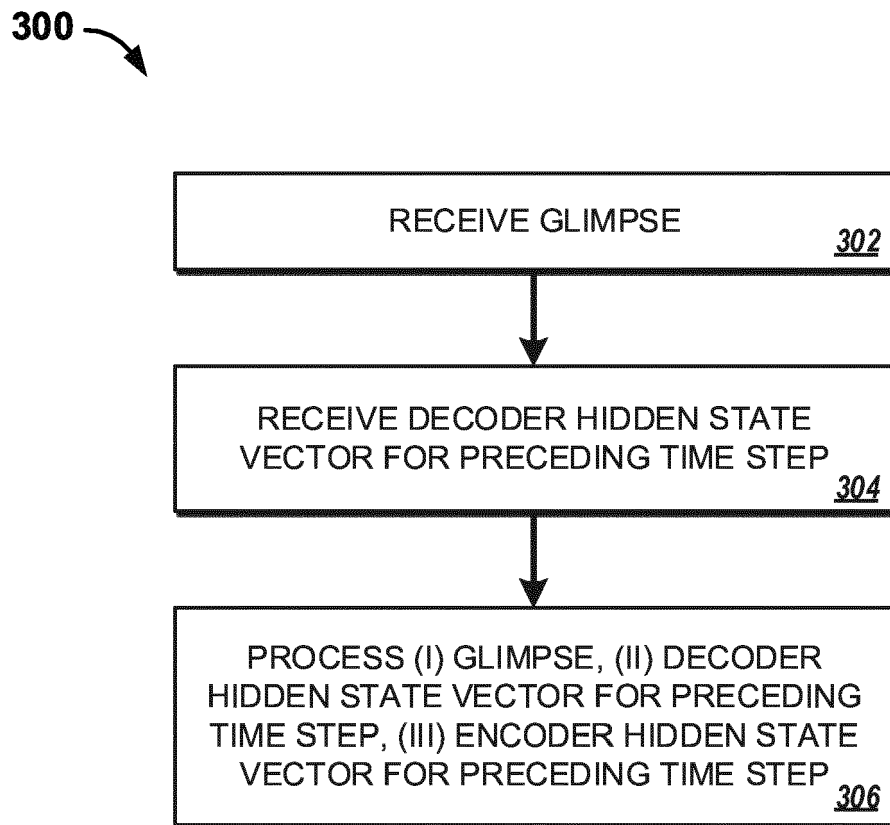 300
RECEIVE GLIMPSE
302
RECEIVE DECODER HIDDEN STATE
VECTOR FOR PRECEDING TIME STEP
304
PROCESS (I) GLIMPSE, (II) DECODER
HIDDEN STATE VECTOR FOR PRECEDING
TIME STEP, (III) ENCODER HIDDEN STATE
VECTOR FOR PRECEDING TIME STEP
306